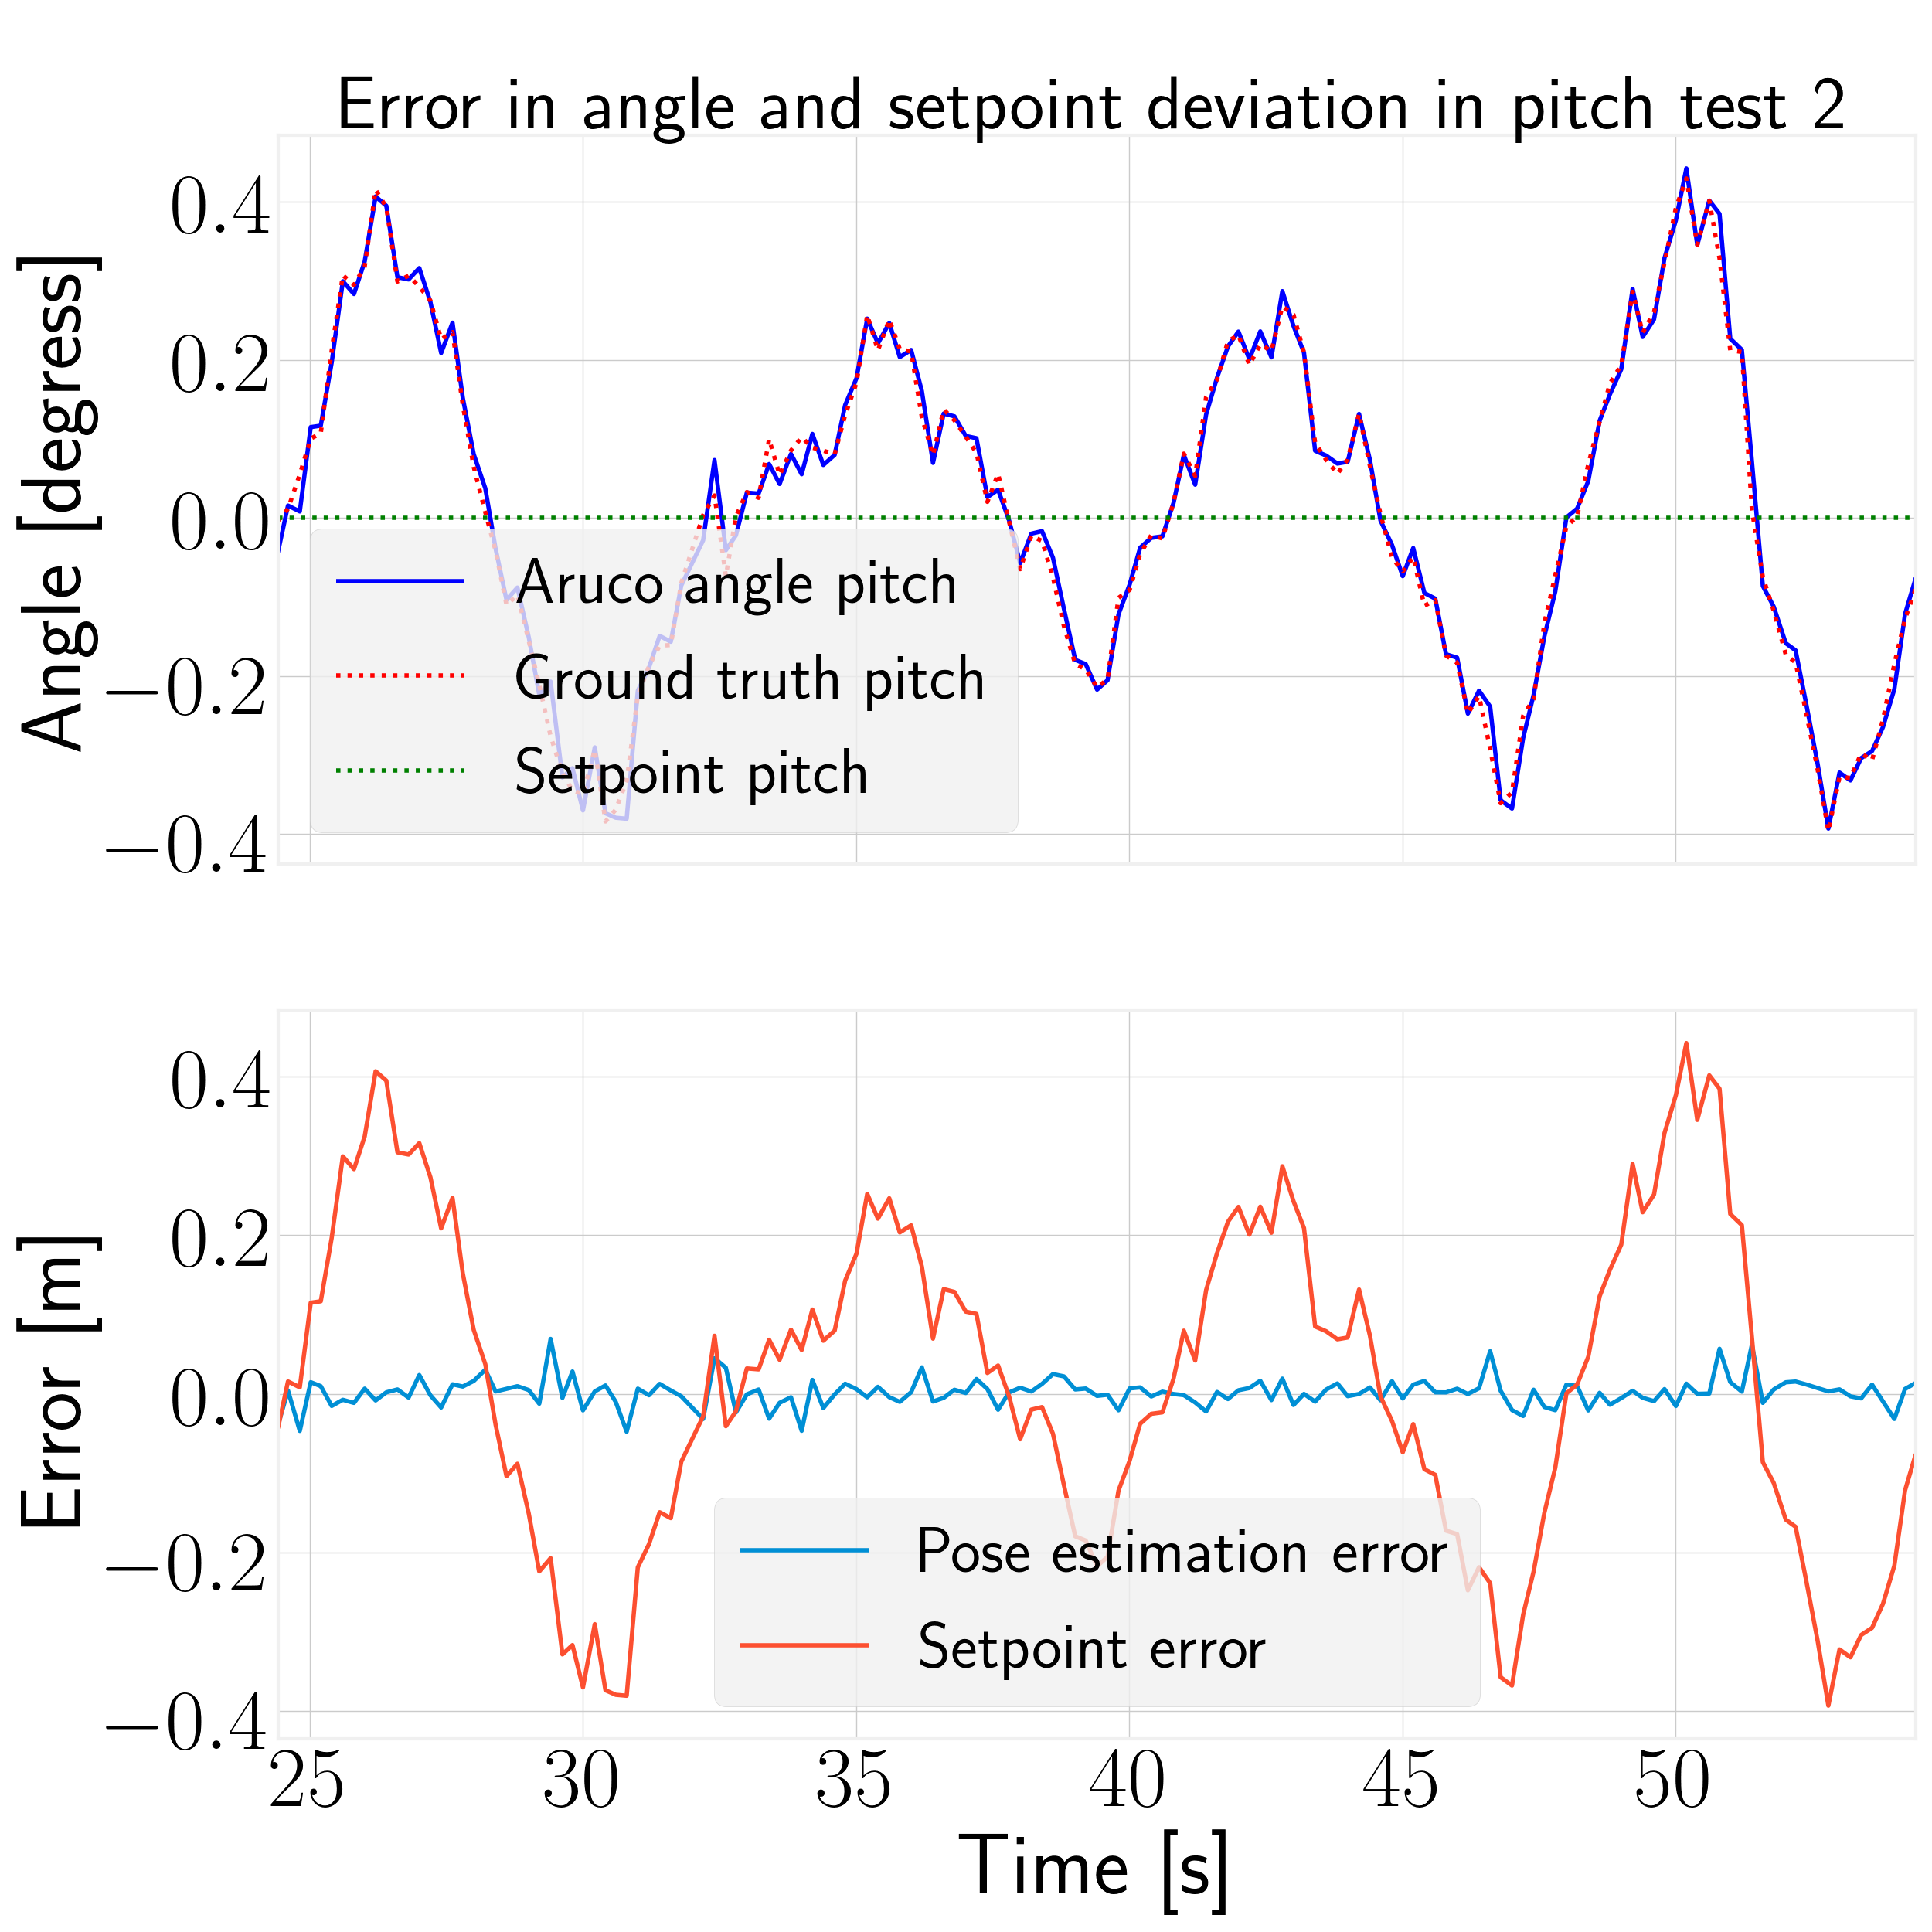 Error in angle and setpoint deviation in pitch test 2
Angle [degress]
0.4
0.2
0.0
−0.2
−0.4
Aruco angle pitch
Ground truth pitch
Setpoint pitch
Error [m]
0.4
0.2
0.0
−0.2
−0.4
Pose estimation error
Setpoint error
25 30 35 40 45 50
Time [s]